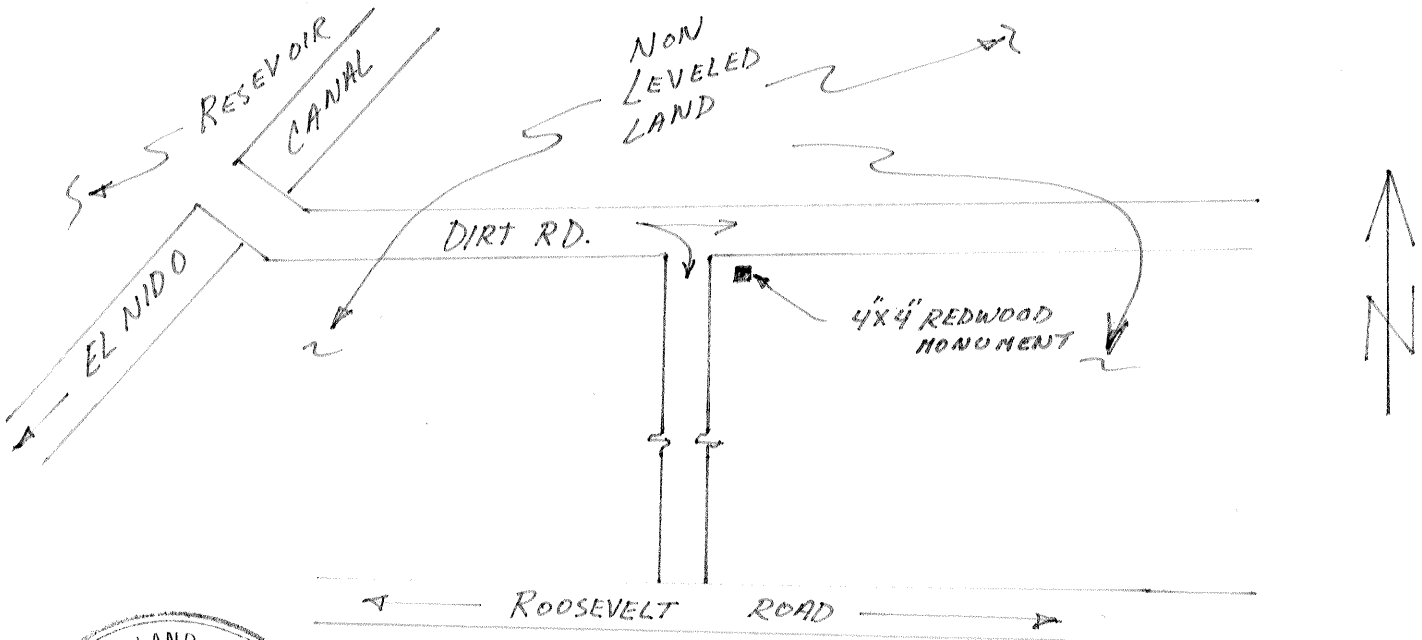 RESEVOIR
CANAL
NON
LEVELED
LAND
DIRT RD.
EL NIDO
4"X4" REDWOOD
MONUMENT
N
ROOSEVELT ROAD
LAND